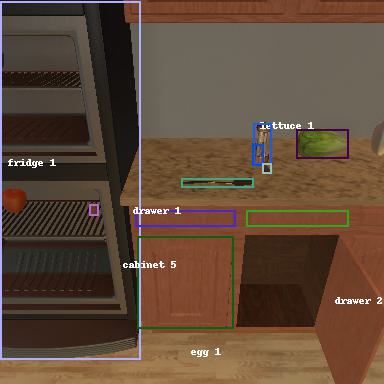 lettuce 1
fridge 1
drawer 1
cabinet 5
drawer 2
egg 1